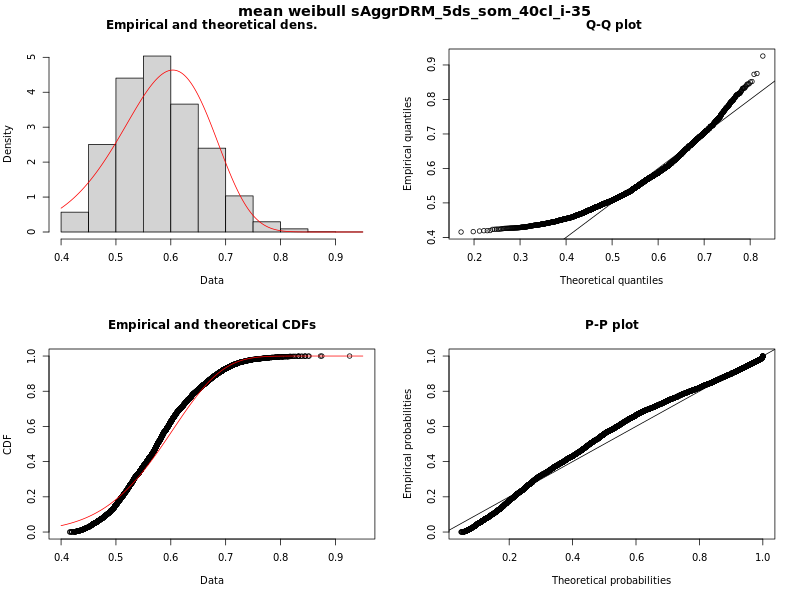 mean weibull sAggrDRM_5ds_som_40cl_i-35
Empirical and theoretical dens.
Density
0 1 2 3 4 5
0.4 0.5 0.6 0.7 0.8 0.9
Data
Q-Q plot
Empirical quantiles
0.4 0.5 0.6 0.7 0.8 0.9
0.2 0.3 0.4 0.5 0.6 0.7 0.8
Theoretical quantiles
Empirical and theoretical CDFs
CDF
0.0 0.2 0.4 0.6 0.8 1.0
0.4 0.5 0.6 0.7 0.8 0.9
Data
P-P plot
Empirical probabilities
0.0 0.2 0.4 0.6 0.8 1.0
0.2 0.4 0.6 0.8 1.0
Theoretical probabilities